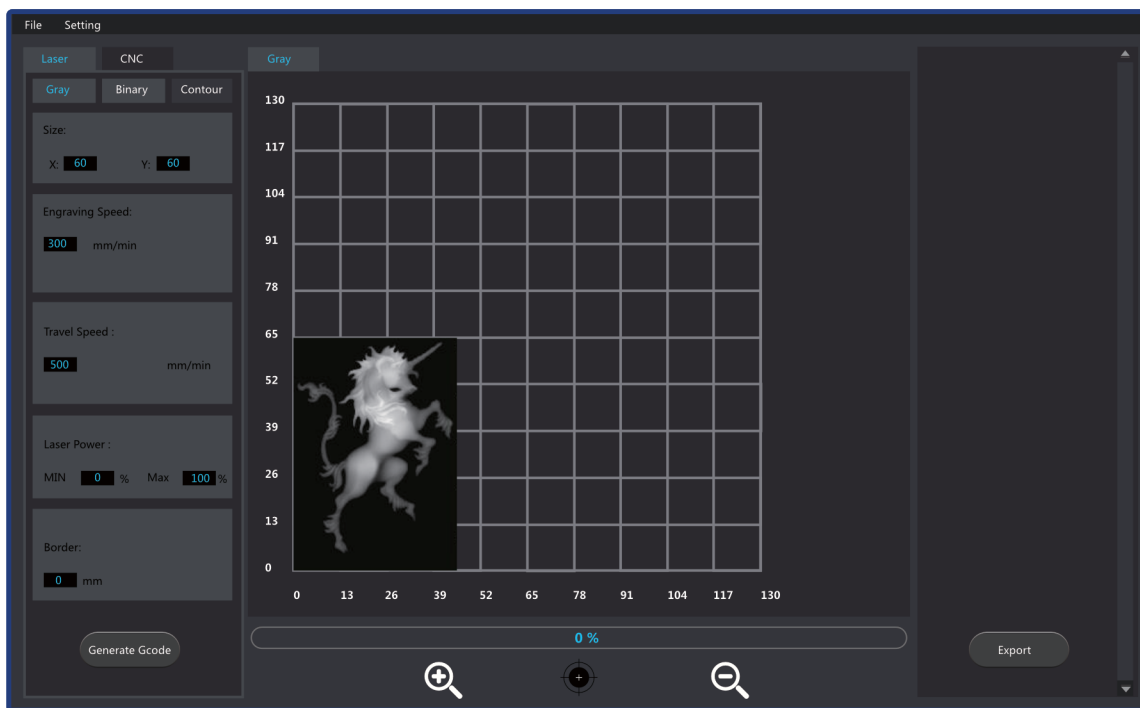 File Setting
Laser CNC
Gray Binary Contour
Size:
X: 60 Y: 60
Engraving Speed:
300 mm/min
Travel Speed :
500 mm/min
Laser Power :
MIN 0 % Max 100 %
Border:
0 mm
Generate Gcode
Gray
130
117
104
91
78
65
52
39
26
13
0
0 13 26 39 52 65 78 91 104 117 130
0 %
Export